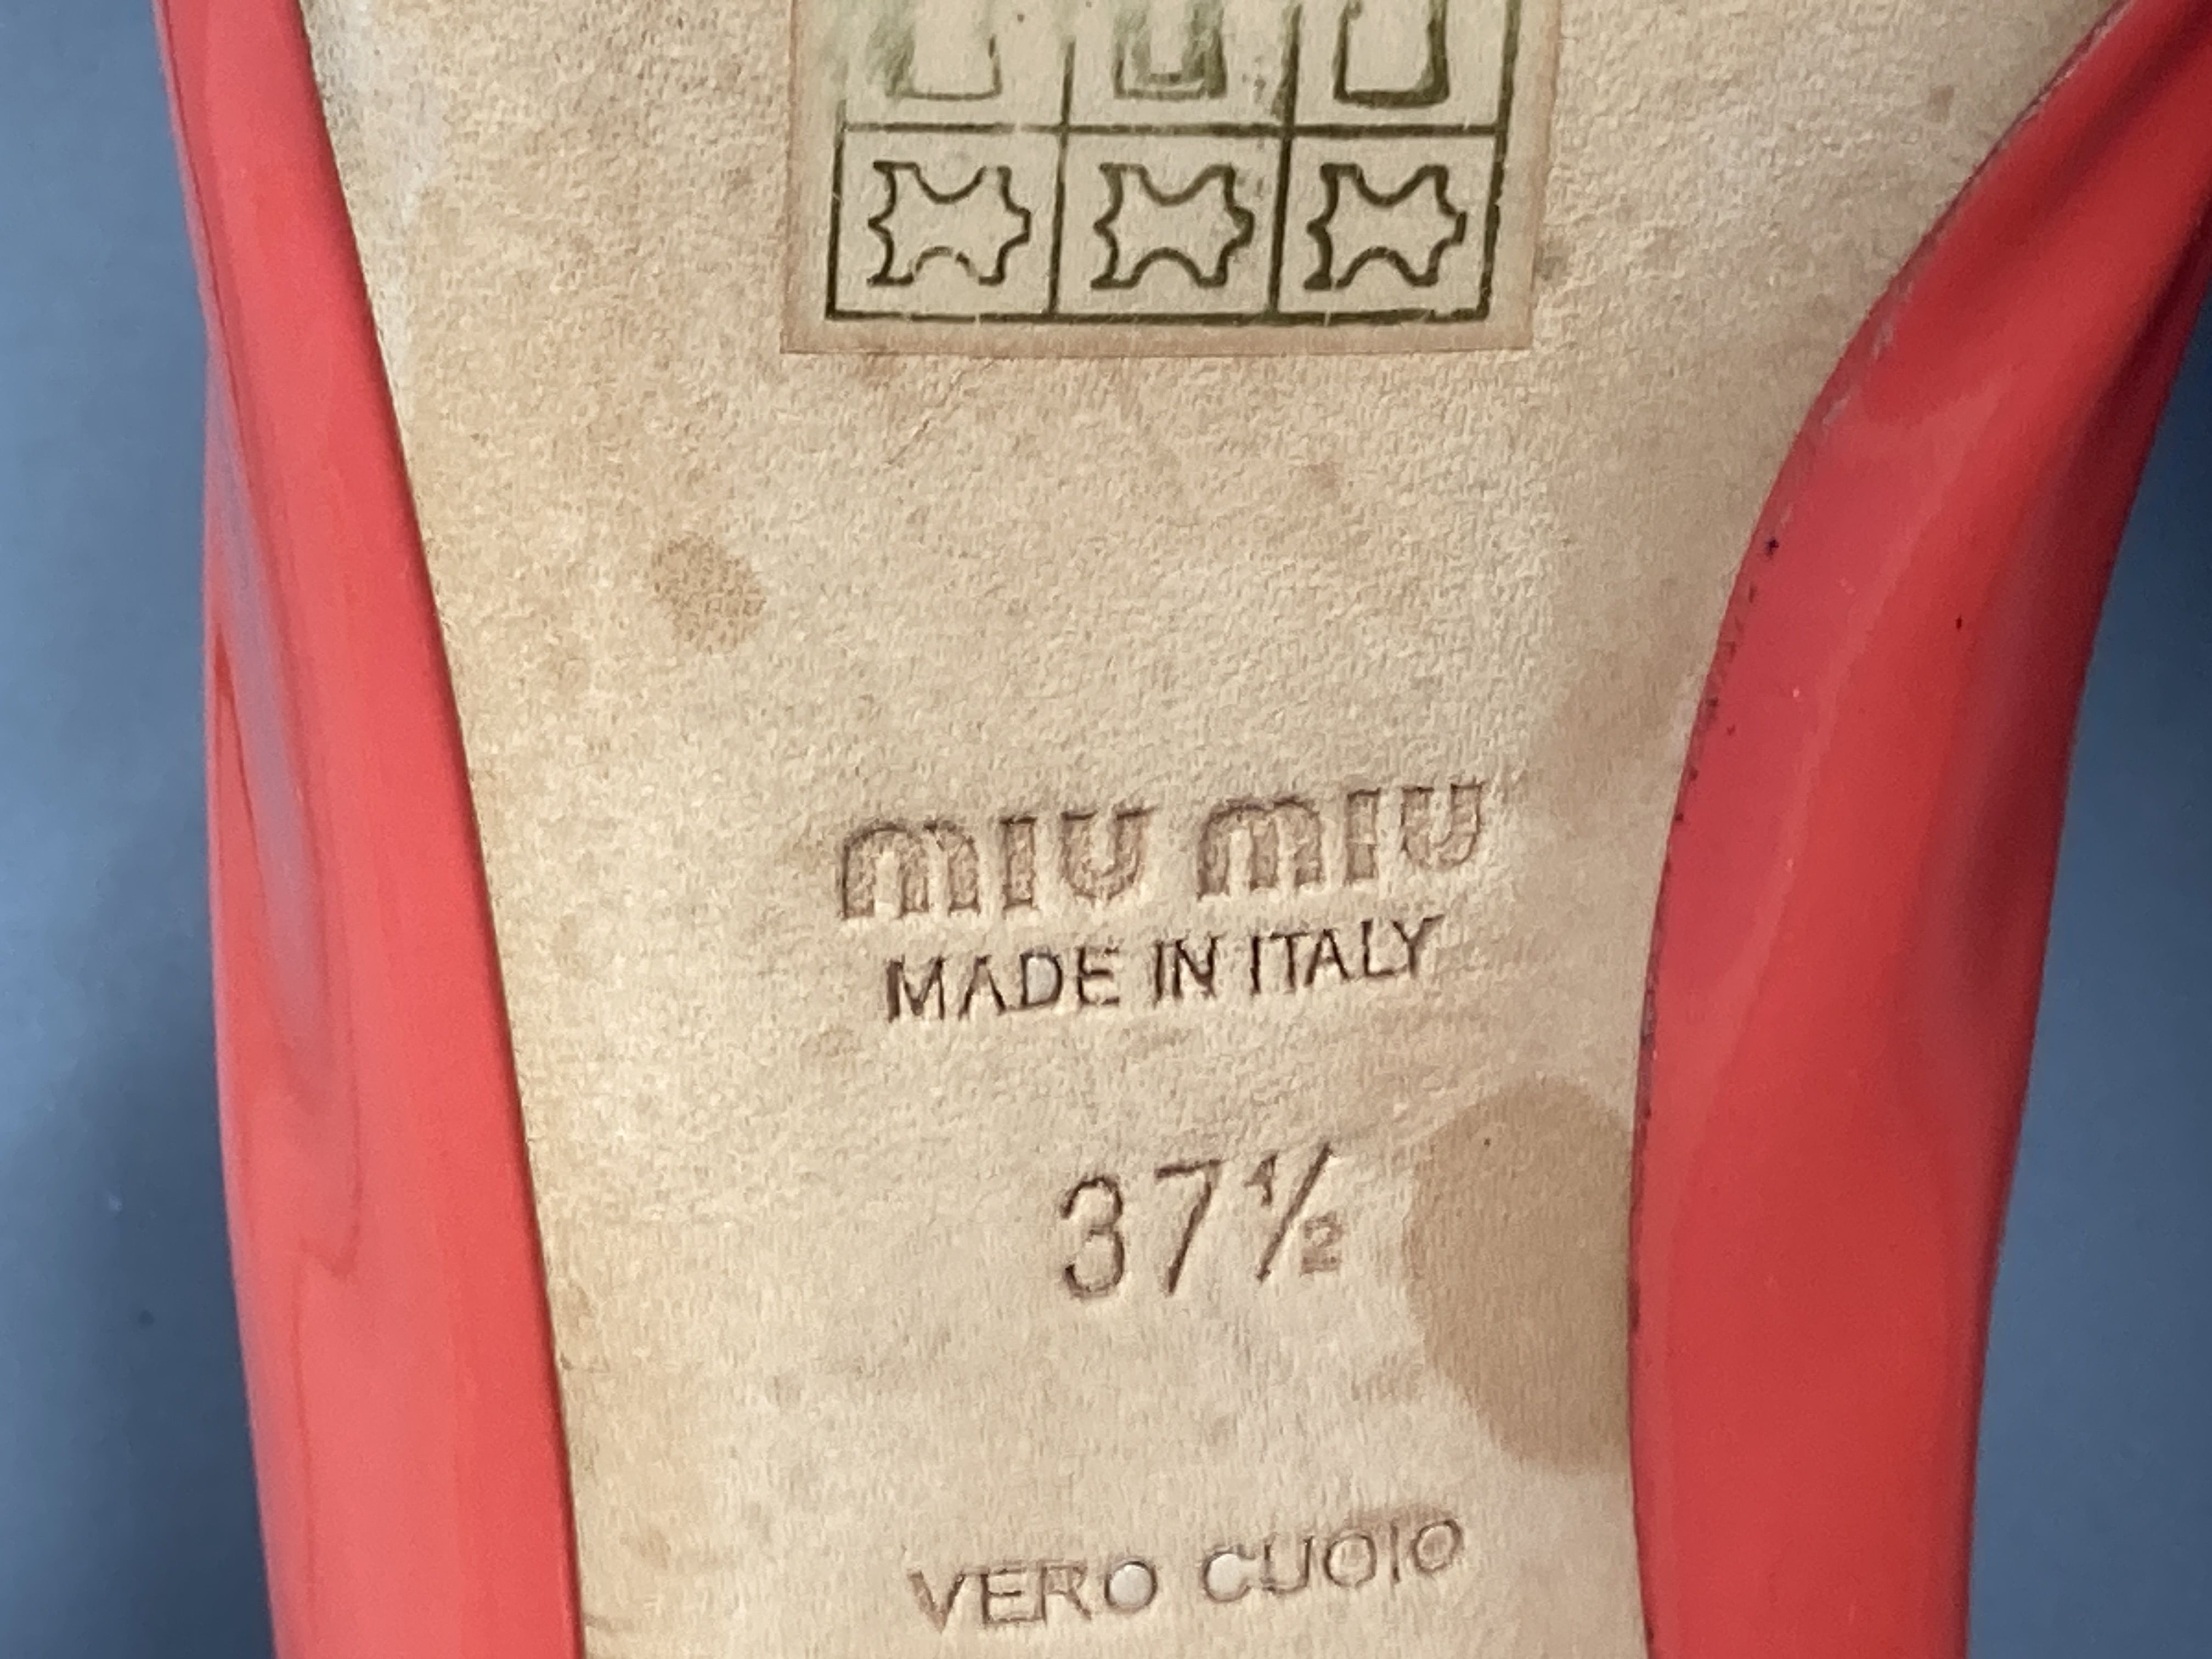 miu miu
MADE IN ITALY
37½
VERO CUOIO